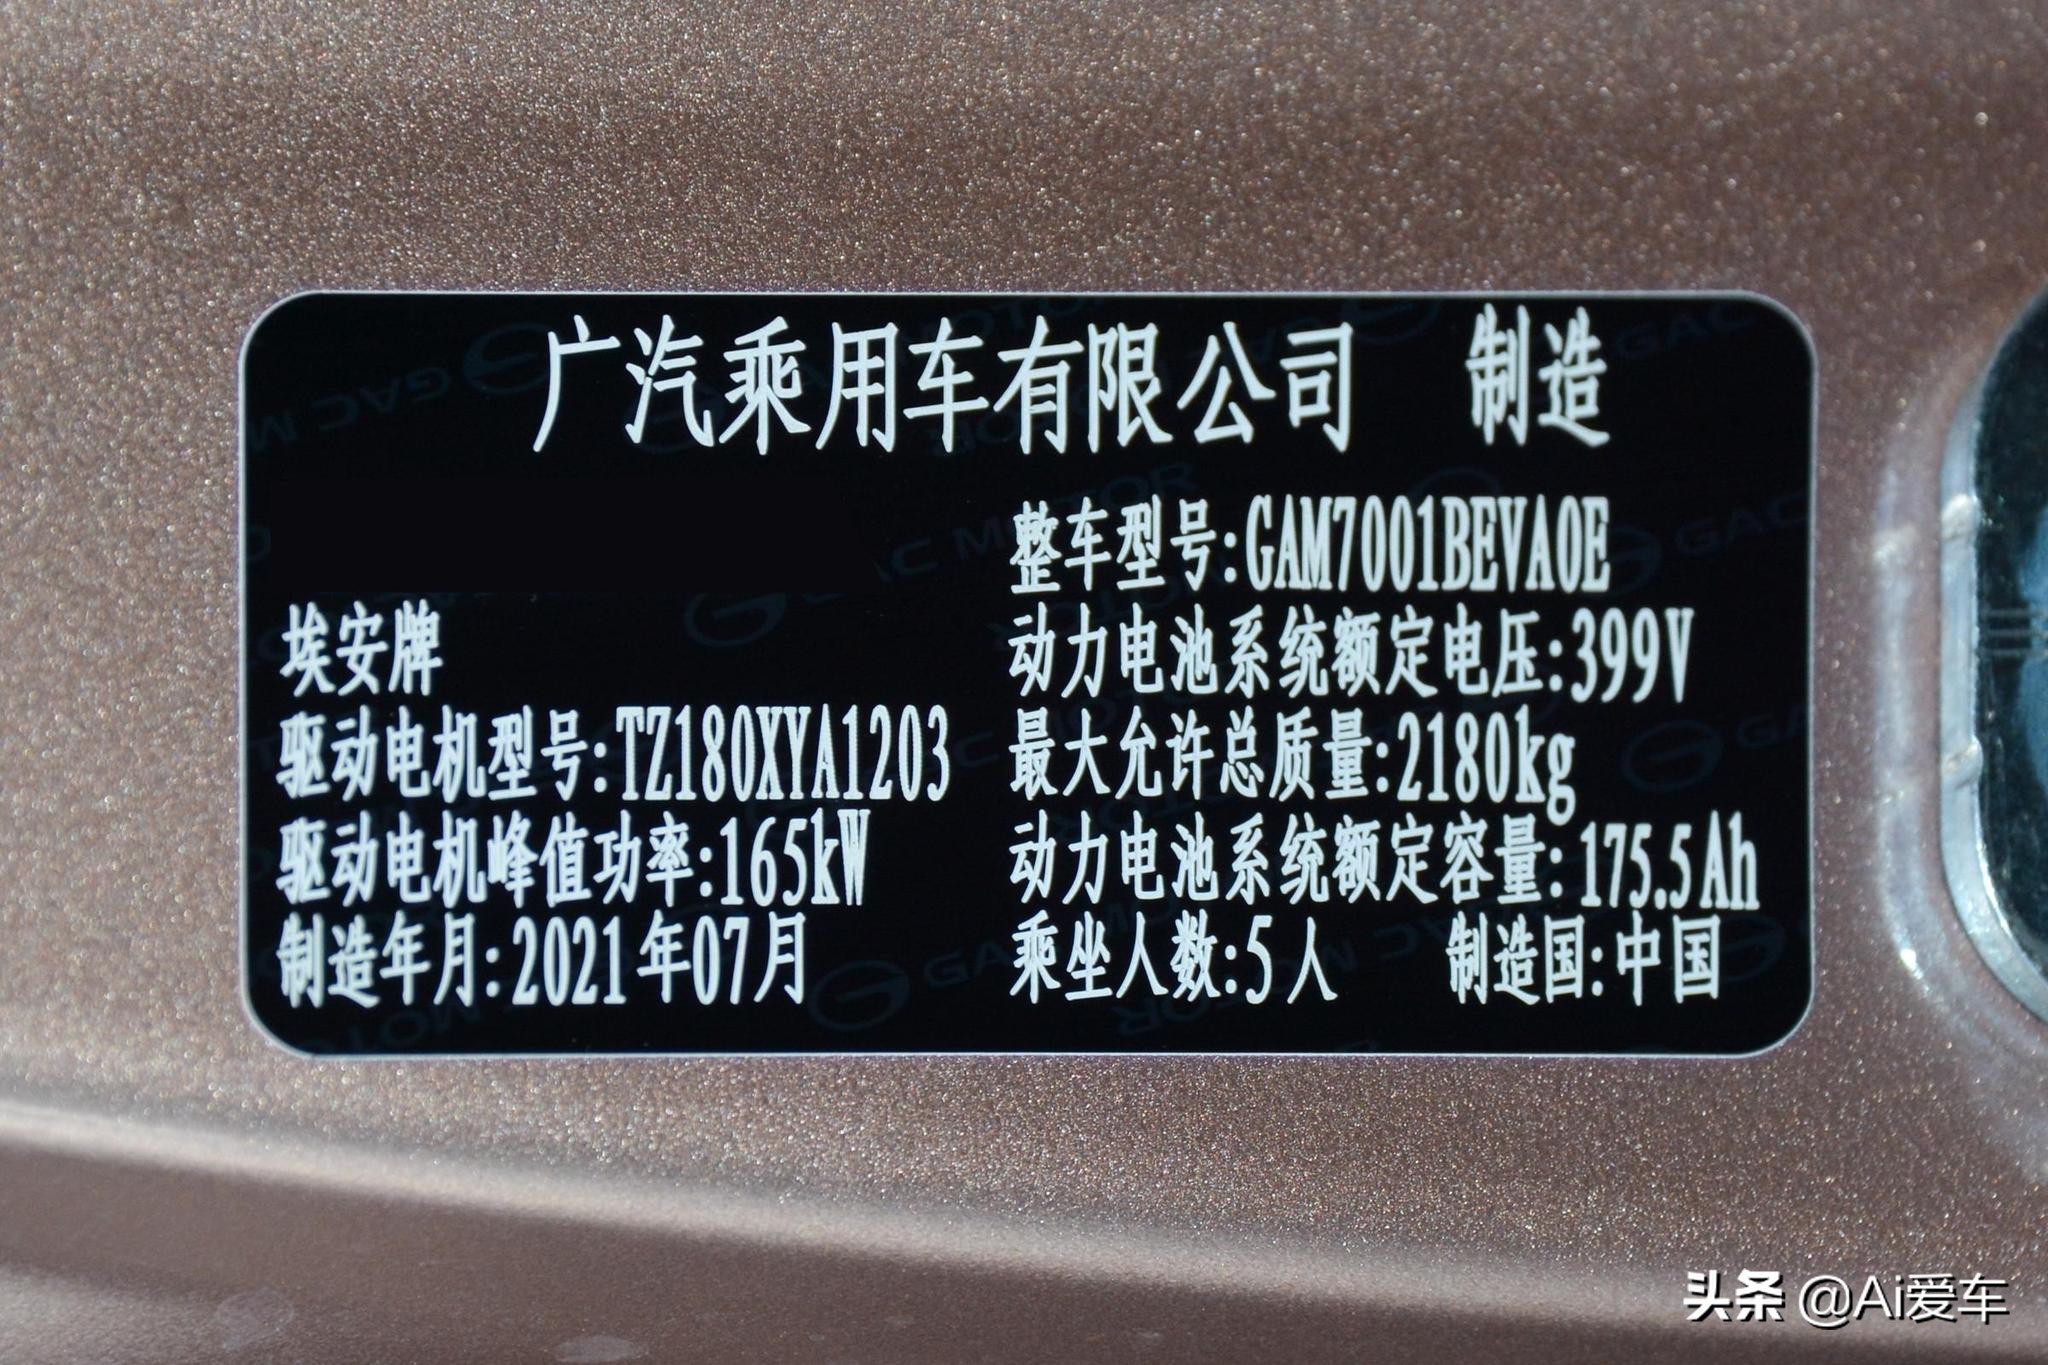 广汽乘用车有限公司 制造
整车型号:GAM7001BEVA0E
埃安牌
动力电池系统额定电压:399V
驱动电机型号:TZ180XYA1203
最大允许总质量:2180kg
驱动电机峰值功率:165kW
动力电池系统额定容量:175.5Ah
制造年月:2021年07月
乘坐人数:5人 制造国:中国
GAC MOTOR
头条 @Ai爱车